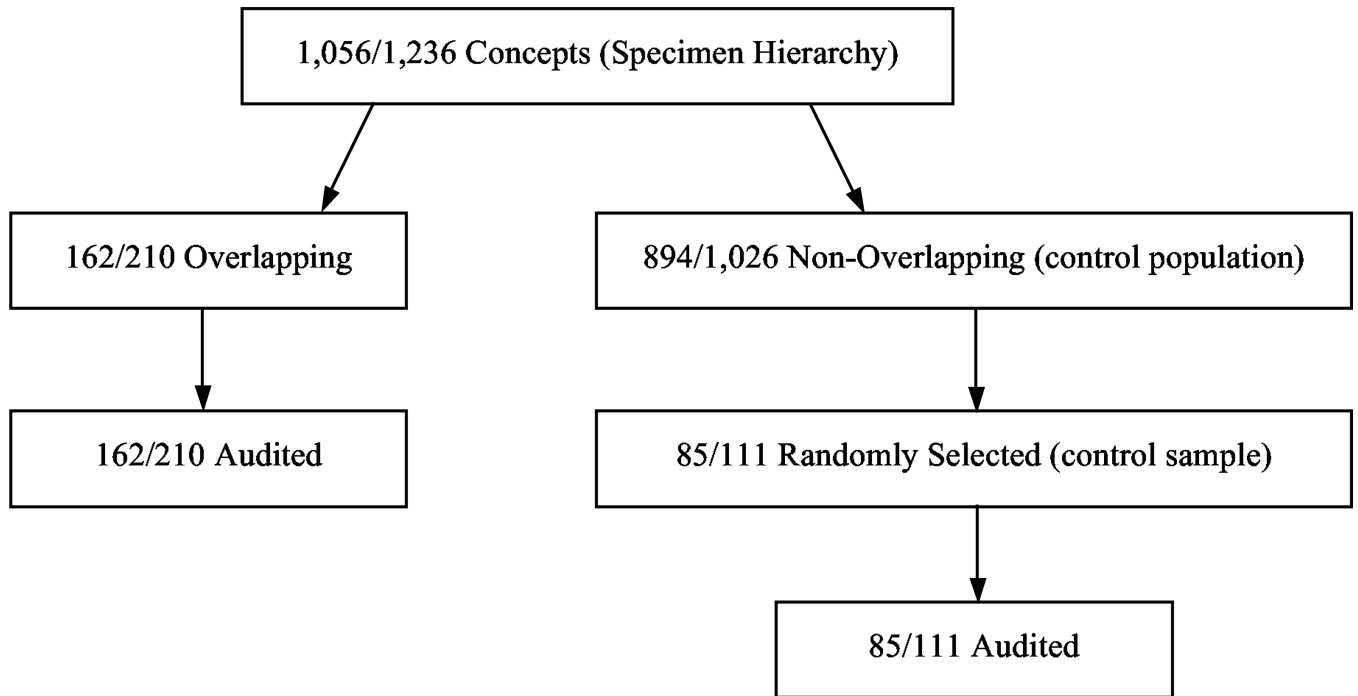 1,056/1,236 Concepts (Specimen Hierarchy)
162/210 Overlapping
894/1,026 Non-Overlapping (control population)
162/210 Audited
85/111 Randomly Selected (control sample)
85/111 Audited